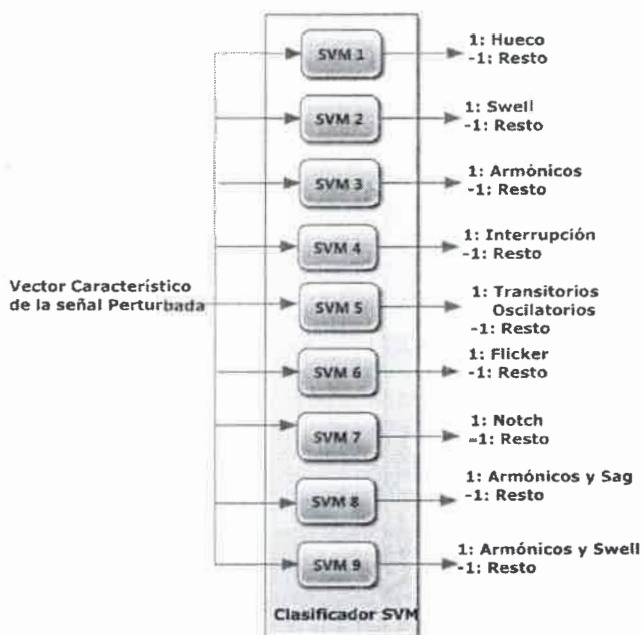 SVM 1
1: Hueco
-1: Resto
SVM 2
1: Swell
-1: Resto
SVM 3
1: Armónicos
-1: Resto
SVM 4
1: Interrupción
-1: Resto
Vector Característico
de la señal Perturbada
SVM 5
1: Transitorios
Oscilatorios
-1: Resto
SVM 6
1: Flicker
-1: Resto
SVM 7
1: Notch
-1: Resto
SVM 8
1: Armónicos y Sag
-1: Resto
SVM 9
1: Armónicos y Swell
-1: Resto
Clasificador SVM